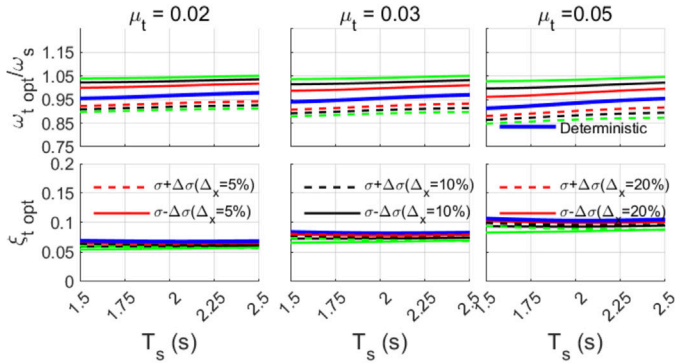 μt = 0.02
μt = 0.03
μt =0.05
ωt opt/ωs
1.15
1.05
0.95
0.85
0.75
Deterministic
ξt opt
0.2
0.15
0.1
0.05
0
σ+Δσ(Δx=5%)
σ-Δσ(Δx=5%)
σ+Δσ(Δx=10%)
σ-Δσ(Δx=10%)
σ+Δσ(Δx=20%)
σ-Δσ(Δx=20%)
1.5 1.75 2 2.25 2.5
1.5 1.75 2 2.25 2.5
1.5 1.75 2 2.25 2.5
Ts (s)
Ts (s)
Ts (s)